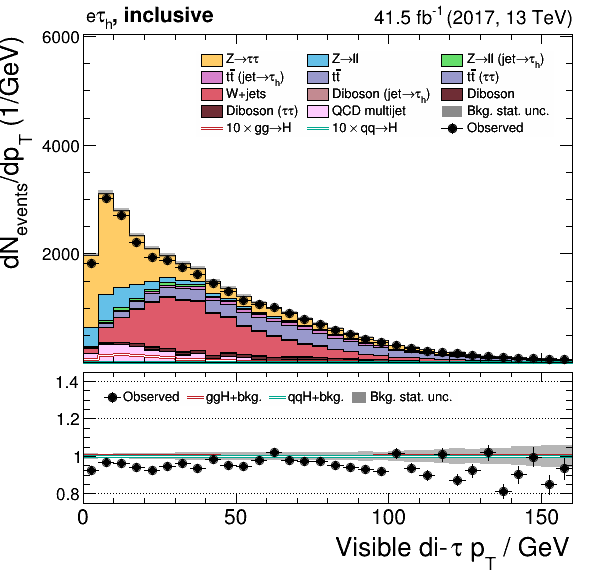 eτh, inclusive 41.5 fb⁻¹ (2017, 13 TeV)
dNevents/dpT (1/GeV)
6000
4000
2000
Z→ττ Z→ll Z→ll (jet→τh)
tt̄ (jet→τh) tt̄ tt̄ (ττ)
W+jets Diboson (jet→τh) Diboson
Diboson (ττ) QCD multijet Bkg. stat. unc.
10 × gg→H 10 × qq→H Observed
1.4
1.2
1
0.8
Observed ggH+bkg. qqH+bkg. Bkg. stat. unc.
0 50 100 150
Visible di-τ pT / GeV